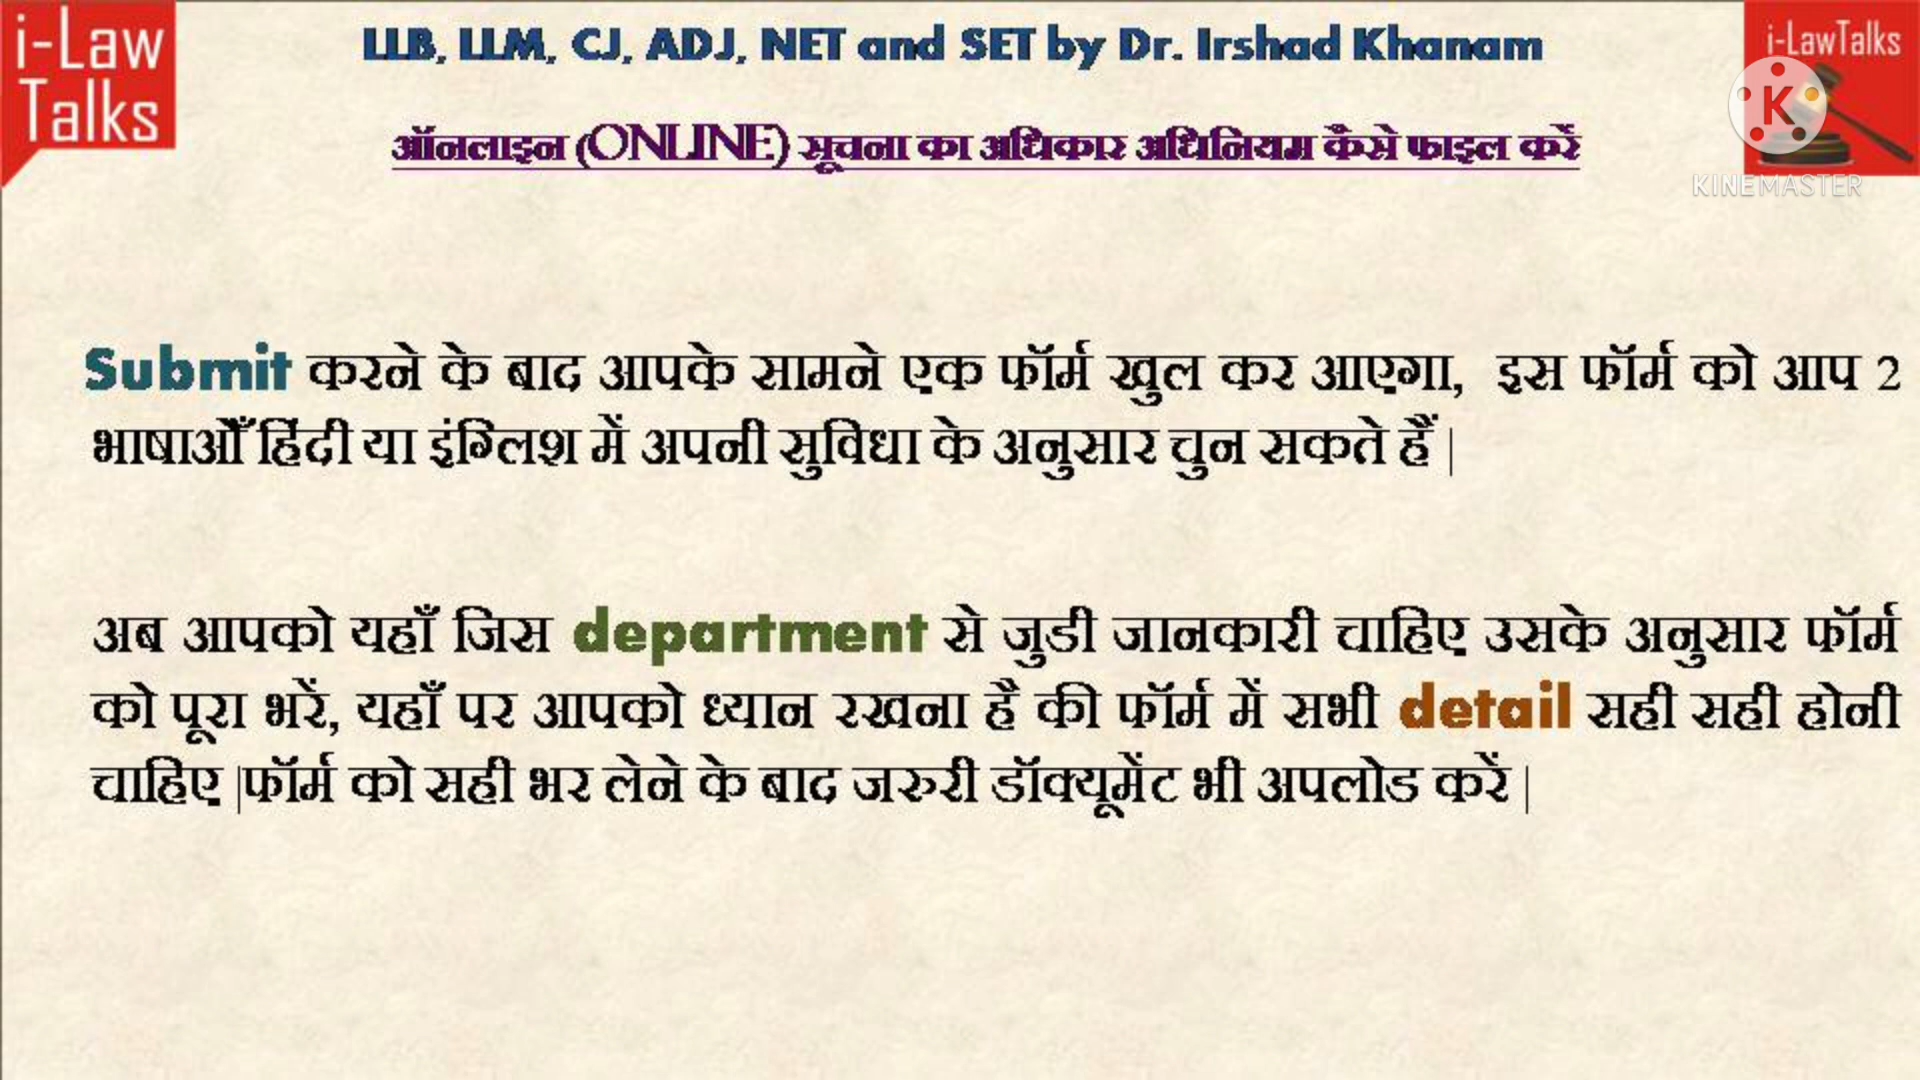 i-Law
Talks
LLB, LLM, CJ, ADJ, NET and SET by Dr. Irshad Khanam
i-LawTalks
K
KINEMASTER
ऑनलाइन (ONLINE) सूचना का अधिकार अधिनियम कैसे फाइल करें
Submit करने के बाद आपके सामने एक फॉर्म खुल कर आएगा, इस फॉर्म को आप 2
भाषाओँ हिंदी या इंग्लिश में अपनी सुविधा के अनुसार चुन सकते हैं |
अब आपको यहाँ जिस department से जुडी जानकारी चाहिए उसके अनुसार फॉर्म
को पूरा भरें, यहाँ पर आपको ध्यान रखना है की फॉर्म में सभी detail सही सही होनी
चाहिए |फॉर्म को सही भर लेने के बाद जरुरी डॉक्यूमेंट भी अपलोड करें |